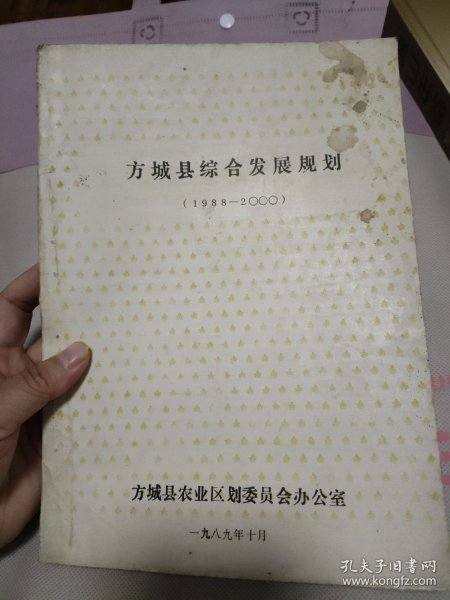 方城县综合发展规划
(1988—2〇〇〇)
方城县农业区划委员会办公室
一九八九年十月
孔夫子旧书网
www.kongfz.com